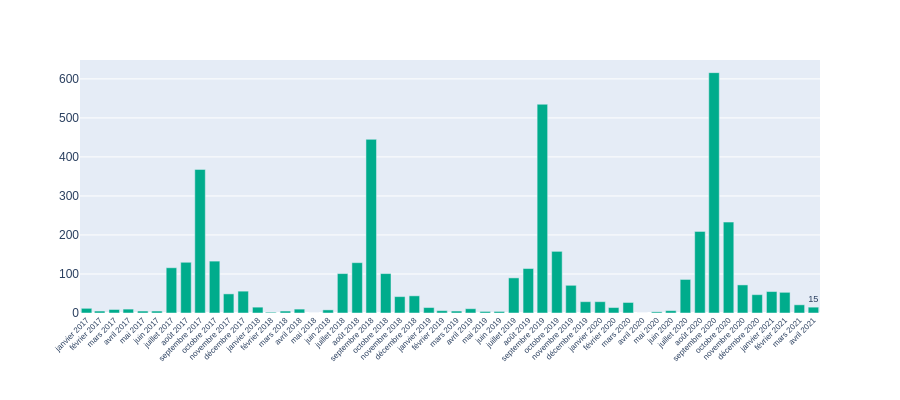 600
500
400
300
200
100
0
15
janvier 2017
février 2017
mars 2017
avril 2017
mai 2017
juin 2017
juillet 2017
août 2017
septembre 2017
octobre 2017
novembre 2017
décembre 2017
janvier 2018
février 2018
mars 2018
avril 2018
mai 2018
juin 2018
juillet 2018
août 2018
septembre 2018
octobre 2018
novembre 2018
décembre 2018
janvier 2019
février 2019
mars 2019
avril 2019
mai 2019
juin 2019
juillet 2019
août 2019
septembre 2019
octobre 2019
novembre 2019
décembre 2019
janvier 2020
février 2020
mars 2020
avril 2020
mai 2020
juin 2020
juillet 2020
août 2020
septembre 2020
octobre 2020
novembre 2020
décembre 2020
janvier 2021
février 2021
mars 2021
avril 2021